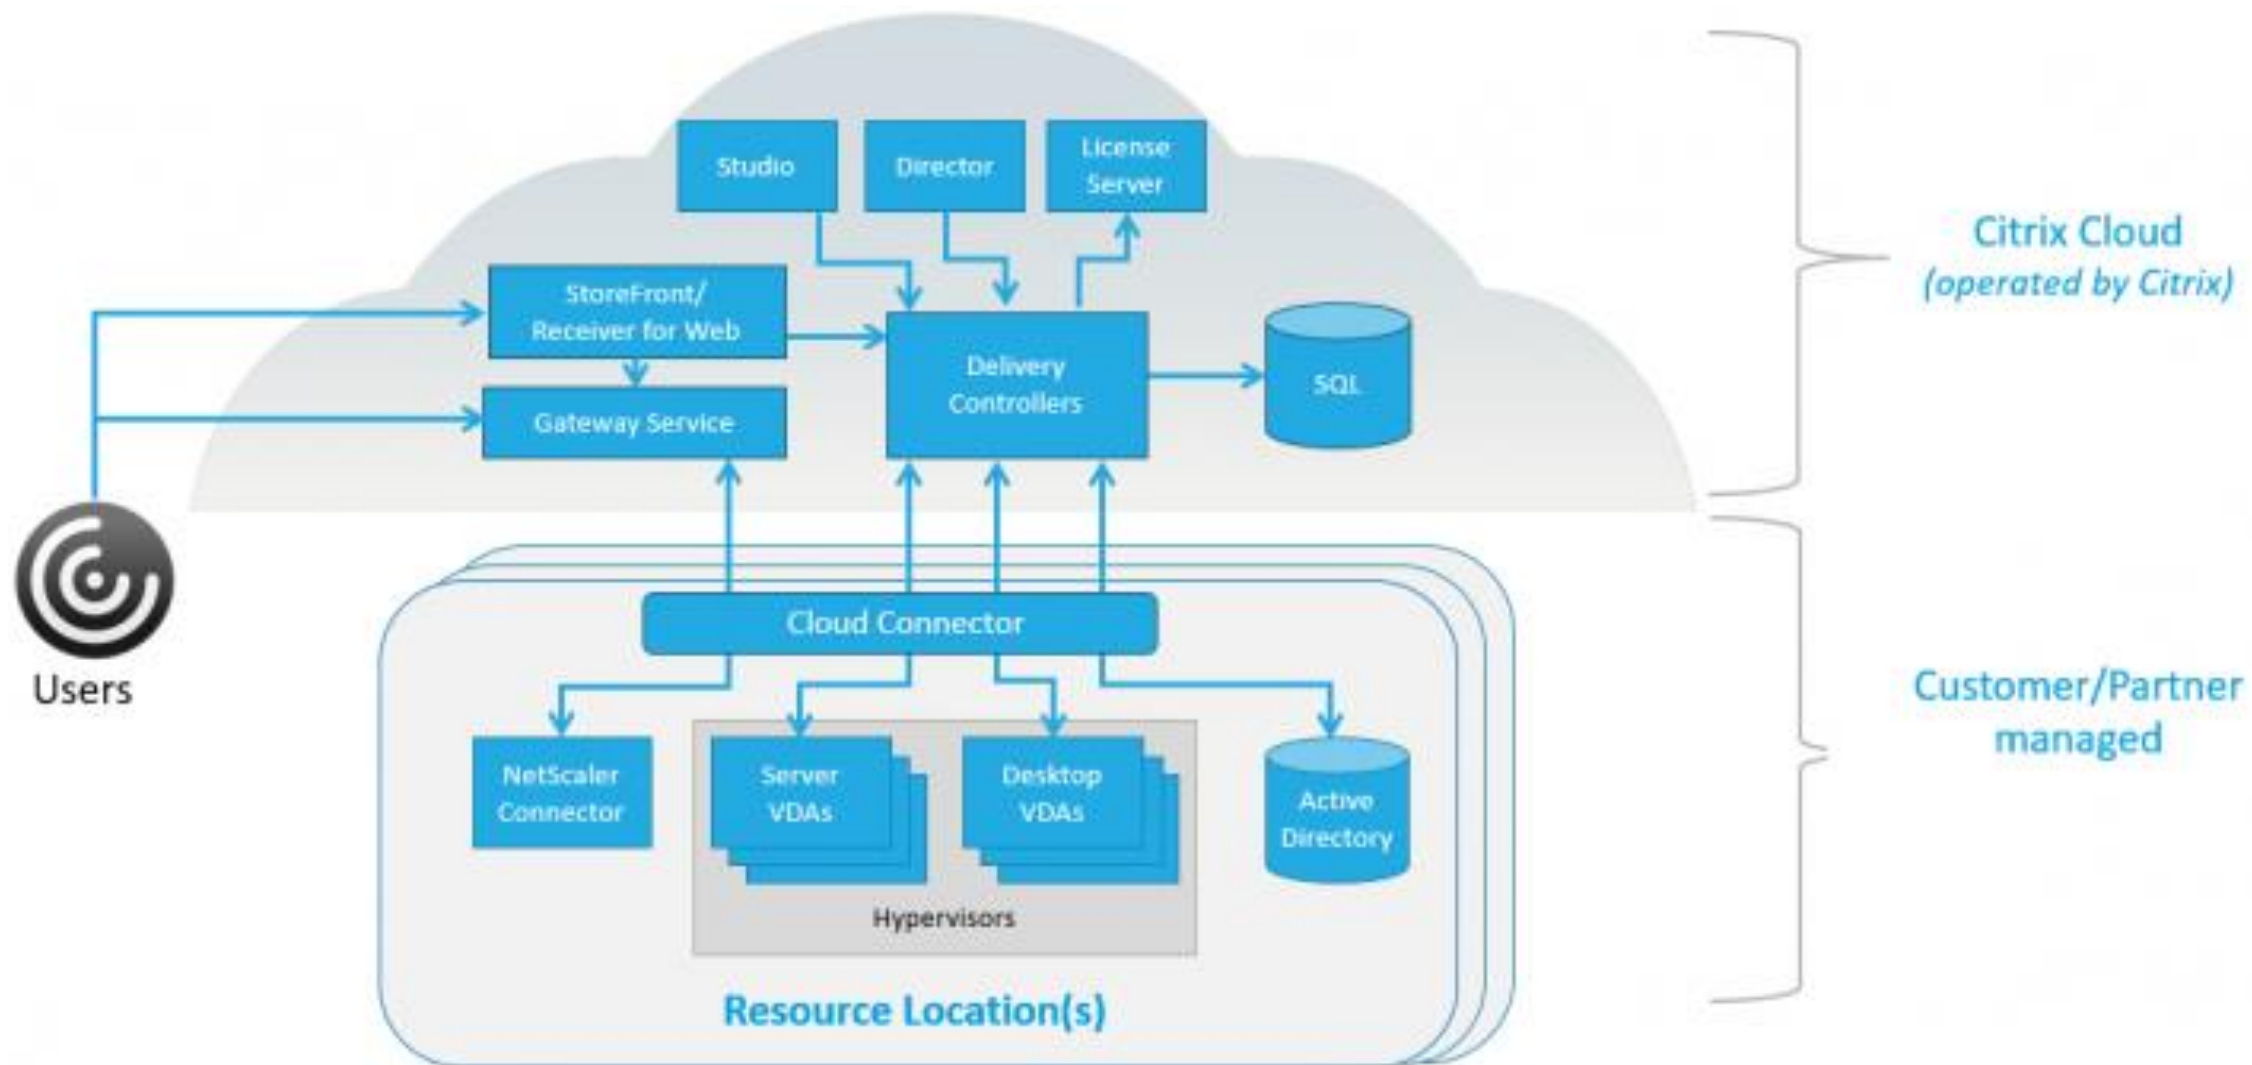 Studio
Director
License
Server
Citrix Cloud
(operated by Citrix)
StoreFront/
Receiver for Web
Delivery
Controllers
SQL
Gateway Service
Users
Cloud Connector
Customer/Partner
managed
NetScaler
Connector
Server
VDAs
Desktop
VDAs
Active
Directory
Hypervisors
Resource Location(s)